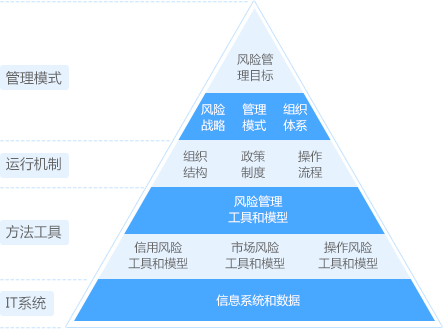 风险管
理目标
管理模式
风险 管理 组织
战略 模式 体系
运行机制
组织 政策 操作
结构 制度 流程
风险管理
工具和模型
方法工具
信用风险 市场风险 操作风险
工具和模型 工具和模型 工具和模型
IT系统
信息系统和数据